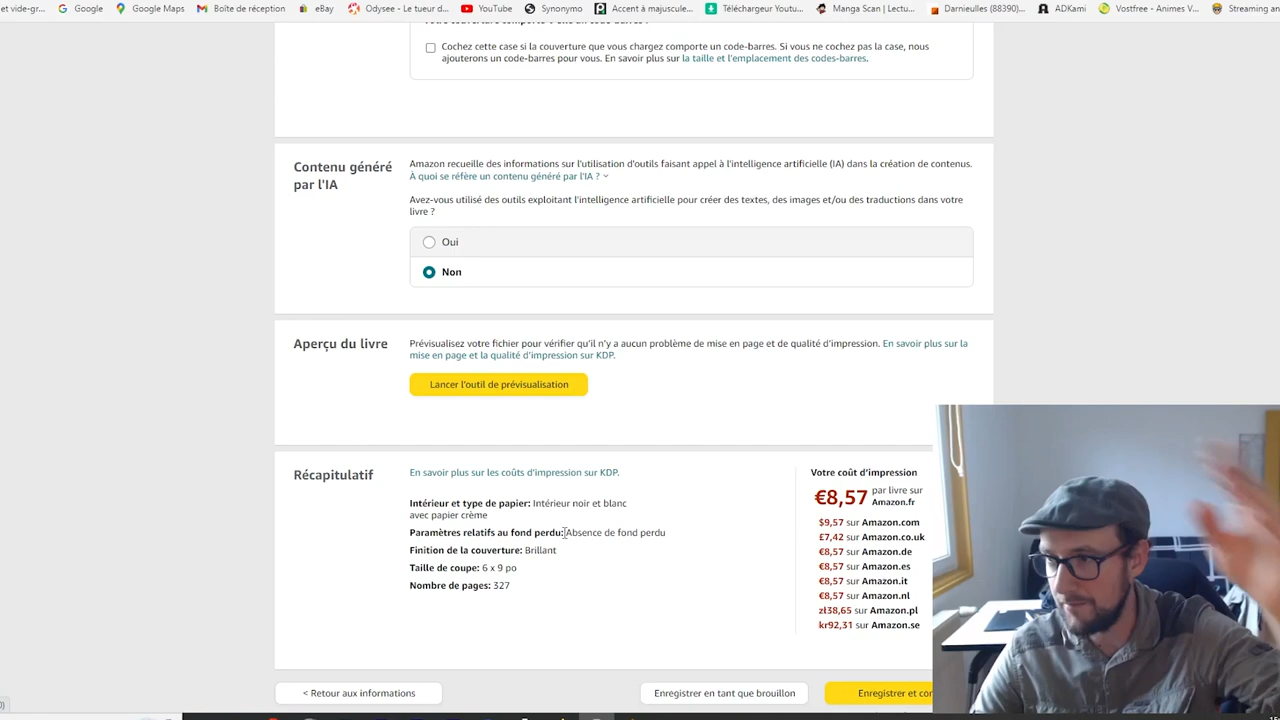 et vide-gr... Google Google Maps Boîte de réception eBay Odysee - Le tueur d... YouTube Synonymo Accent à majuscule... Téléchargeur Youtu... Manga Scan | Lectu... Darnieulles (88390)... ADKami Vostfree - Animes V... Streaming an
Cochez cette case si la couverture que vous chargez comporte un code-barres. Si vous ne cochez pas la case, nous
ajouterons un code-barres pour vous. En savoir plus sur la taille et l'emplacement des codes-barres.
Contenu généré
par l'IA
Amazon recueille des informations sur l'utilisation d'outils faisant appel à l'intelligence artificielle (IA) dans la création de contenus.
À quoi se réfère un contenu généré par l'IA ?
Avez-vous utilisé des outils exploitant l'intelligence artificielle pour créer des textes, des images et/ou des traductions dans votre
livre ?
Oui
Non
Aperçu du livre
Prévisualisez votre fichier pour vérifier qu'il n'y a aucun problème de mise en page et de qualité d'impression. En savoir plus sur la
mise en page et la qualité d'impression sur KDP.
Lancer l'outil de prévisualisation
Récapitulatif
En savoir plus sur les coûts d'impression sur KDP.
Intérieur et type de papier: Intérieur noir et blanc
avec papier crème
Paramètres relatifs au fond perdu: Absence de fond perdu
Finition de la couverture: Brillant
Taille de coupe: 6 x 9 po
Nombre de pages: 327
Votre coût d'impression
€8,57 par livre sur
Amazon.fr
$9,57 sur Amazon.com
£7,42 sur Amazon.co.uk
€8,57 sur Amazon.de
€8,57 sur Amazon.es
€8,57 sur Amazon.it
€8,57 sur Amazon.nl
zł38,65 sur Amazon.pl
kr92,31 sur Amazon.se
< Retour aux informations
Enregistrer en tant que brouillon
Enregistrer et con